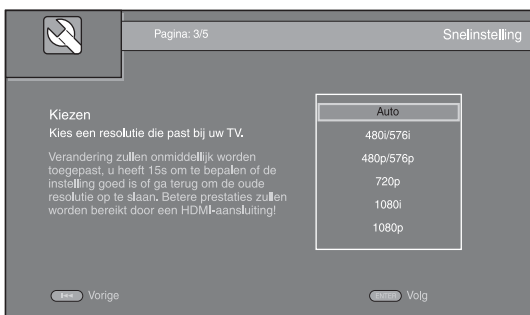 Pagina: 3/5
Snelinstelling
Kiezen
Kies een resolutie die past bij uw TV.
Verandering zullen onmiddellijk worden
toegepast, u heeft 15s om te bepalen of de
instelling goed is of ga terug om de oude
resolutie op te slaan. Betere prestaties zullen
worden bereikt door een HDMI-aansluiting!
Auto
480i/576i
480p/576p
720p
1080i
1080p
Vorige
ENTER Volg